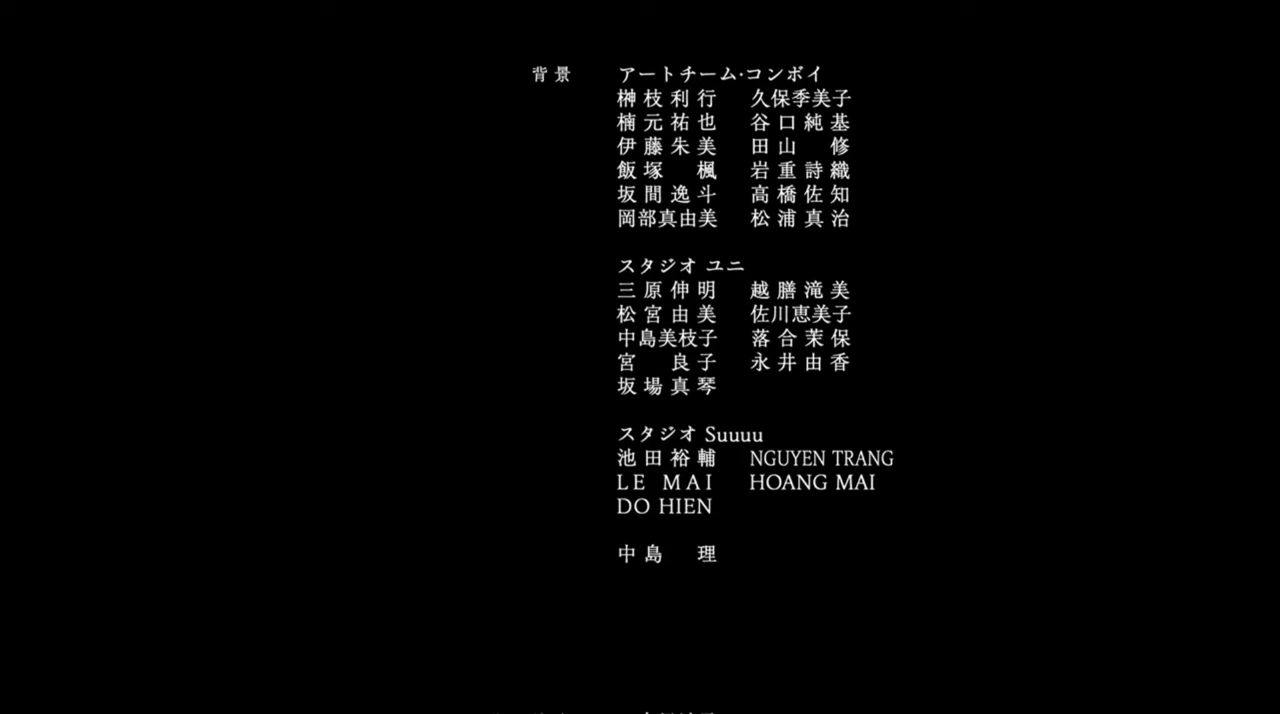 背景 アートチーム・コンボイ
榊枝利行 久保季美子
楠元祐也 谷口純基
伊藤朱美 田山 修
飯塚 楓 岩重詩織
坂間逸斗 高橋佐知
岡部真由美 松浦真治
スタジオ ユニ
三原伸明 越膳滝美
松宮由美 佐川恵美子
中島美枝子 落合茉保
宮 良子 永井由香
坂場真琴
スタジオ Suuuu
池田裕輔 NGUYEN TRANG
LE MAI HOANG MAI
DO HIEN
中島 理